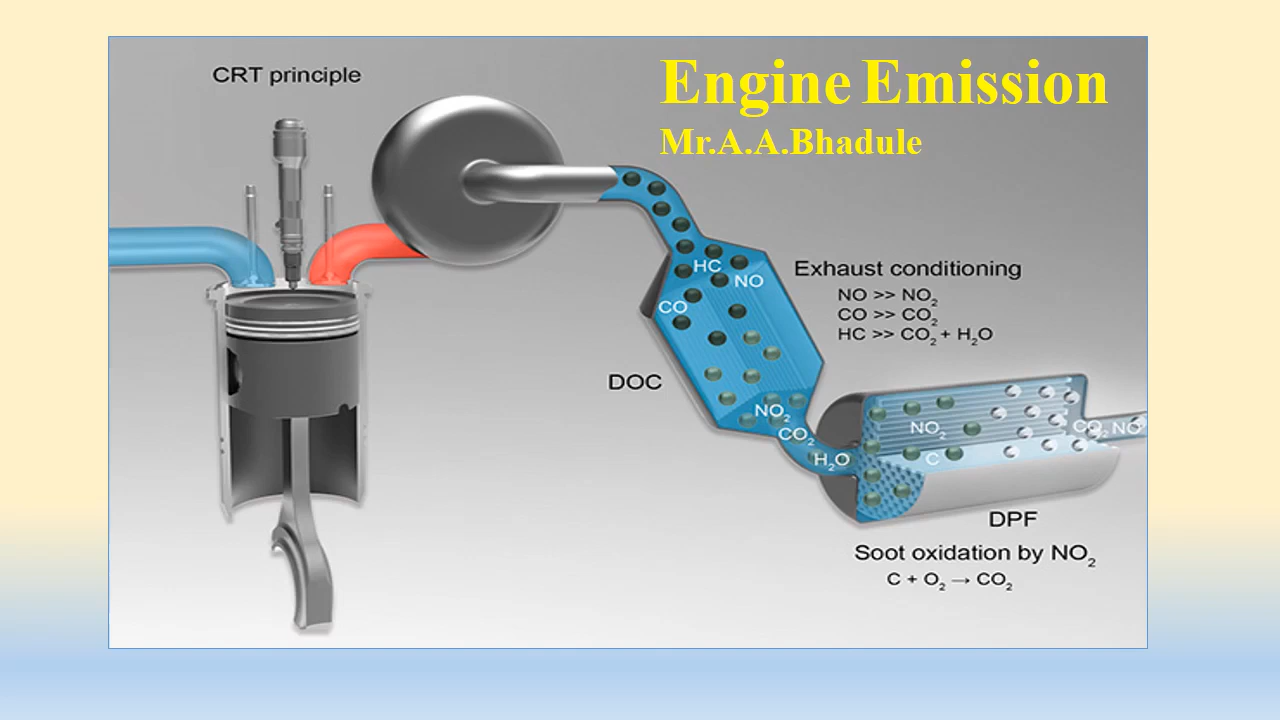 CRT principle
Engine Emission
Mr.A.A.Bhadule
HC
NO
CO
Exhaust conditioning
NO >> NO₂
CO >> CO₂
HC >> CO₂ + H₂O
DOC
NO₂
CO₂
H₂O
NO₂
C
CO₂ NO
DPF
Soot oxidation by NO₂
C + O₂ → CO₂